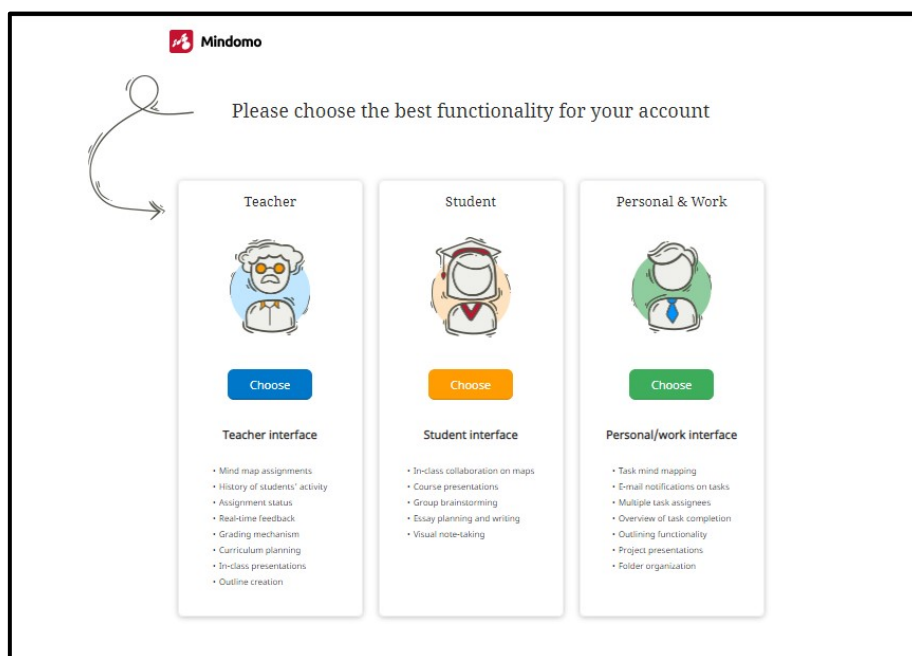 Mindomo
Please choose the best functionality for your account
Teacher
Choose
Teacher interface
• Mind map assignments
• History of students' activity
• Assignment status
• Real-time feedback
• Grading mechanism
• Curriculum planning
• In-class presentations
• Outline creation
Student
Choose
Student interface
• In-class collaboration on maps
• Course presentations
• Group brainstorming
• Essay planning and writing
• Visual note-taking
Personal & Work
Choose
Personal/work interface
• Task mind mapping
• E-mail notifications on tasks
• Multiple task assignees
• Overview of task completion
• Outlining functionality
• Project presentations
• Folder organization